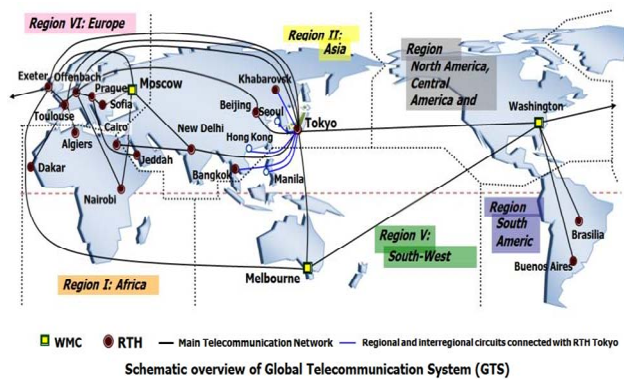 Region VI: Europe
Region II:
Asia
Region
North America,
Central
America and
Exeter
Offenbach
Prague
Moscow
Khabarovsk
Sofia
Toulouse
Beijing
Seoul
Washington
Cairo
New Delhi
Tokyo
Algiers
Hong Kong
Dakar
Jeddah
Bangkok
Manila
Nairobi
Region
South
Americ
Brasilia
Region V:
South-West
Buenos Aires
Region I: Africa
Melbourne
WMC
RTH
Main Telecommunication Network
Regional and interregional circuits connected with RTH Tokyo
Schematic overview of Global Telecommunication System (GTS)